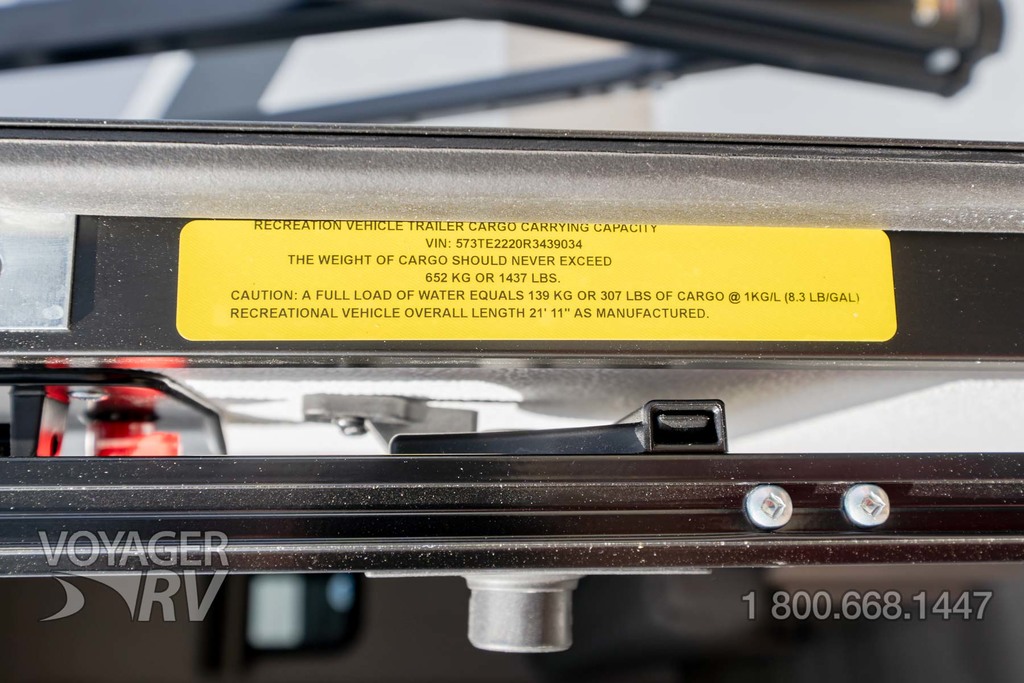 RECREATION VEHICLE TRAILER CARGO CARRYING CAPACITY
VIN: 573TE2220R3439034
THE WEIGHT OF CARGO SHOULD NEVER EXCEED
652 KG OR 1437 LBS.
CAUTION: A FULL LOAD OF WATER EQUALS 139 KG OR 307 LBS OF CARGO @ 1KG/L (8.3 LB/GAL)
RECREATIONAL VEHICLE OVERALL LENGTH 21' 11" AS MANUFACTURED.
VOYAGER
RV
1 800.668.1447